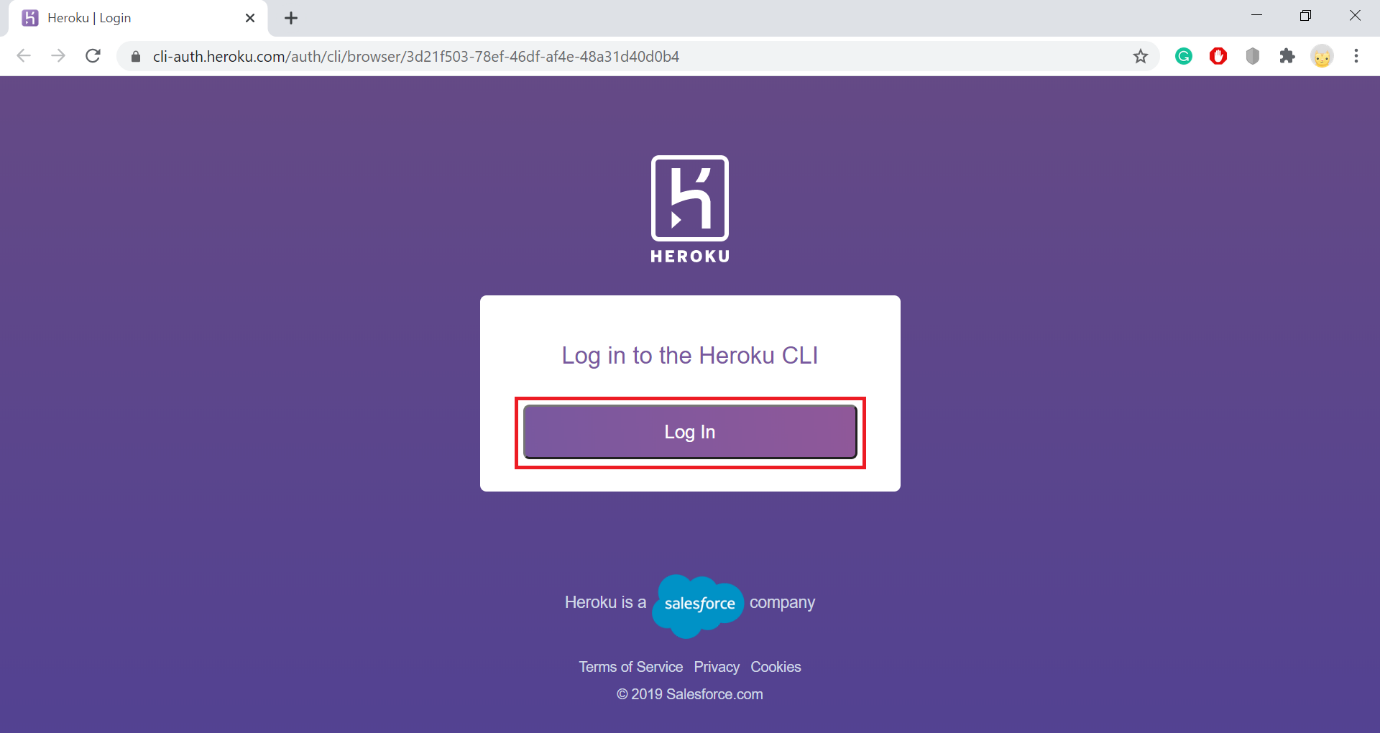 Heroku | Login
cli-auth.heroku.com/auth/cli/browser/3d21f503-78ef-46df-af4e-48a31d40d0b4
HEROKU
Log in to the Heroku CLI
Log In
Heroku is a salesforce company
Terms of Service Privacy Cookies
© 2019 Salesforce.com